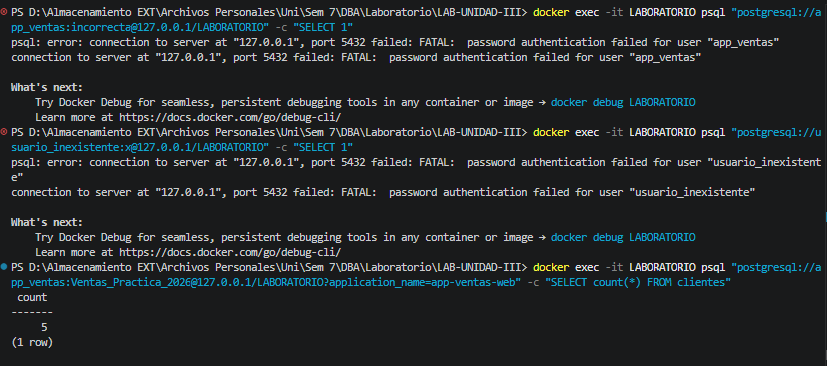 PS D:\Almacenamiento EXT\Archivos Personales\Uni\Sem 7\DBA\Laboratorio\LAB-UNIDAD-III> docker exec -it LABORATORIO psql "postgresql://a
pp_ventas:incorrecta@127.0.0.1/LABORATORIO" -c "SELECT 1"
psql: error: connection to server at "127.0.0.1", port 5432 failed: FATAL:  password authentication failed for user "app_ventas"
connection to server at "127.0.0.1", port 5432 failed: FATAL:  password authentication failed for user "app_ventas"
What's next:
Try Docker Debug for seamless, persistent debugging tools in any container or image → docker debug LABORATORIO
Learn more at https://docs.docker.com/go/debug-cli/
PS D:\Almacenamiento EXT\Archivos Personales\Uni\Sem 7\DBA\Laboratorio\LAB-UNIDAD-III> docker exec -it LABORATORIO psql "postgresql://u
suario_inexistente:x@127.0.0.1/LABORATORIO" -c "SELECT 1"
psql: error: connection to server at "127.0.0.1", port 5432 failed: FATAL:  password authentication failed for user "usuario_inexistent
e"
connection to server at "127.0.0.1", port 5432 failed: FATAL:  password authentication failed for user "usuario_inexistente"
What's next:
Try Docker Debug for seamless, persistent debugging tools in any container or image → docker debug LABORATORIO
Learn more at https://docs.docker.com/go/debug-cli/
PS D:\Almacenamiento EXT\Archivos Personales\Uni\Sem 7\DBA\Laboratorio\LAB-UNIDAD-III> docker exec -it LABORATORIO psql "postgresql://a
pp_ventas:Ventas_Practica_2026@127.0.0.1/LABORATORIO?application_name=app-ventas-web" -c "SELECT count(*) FROM clientes"
count
-------
5
(1 row)